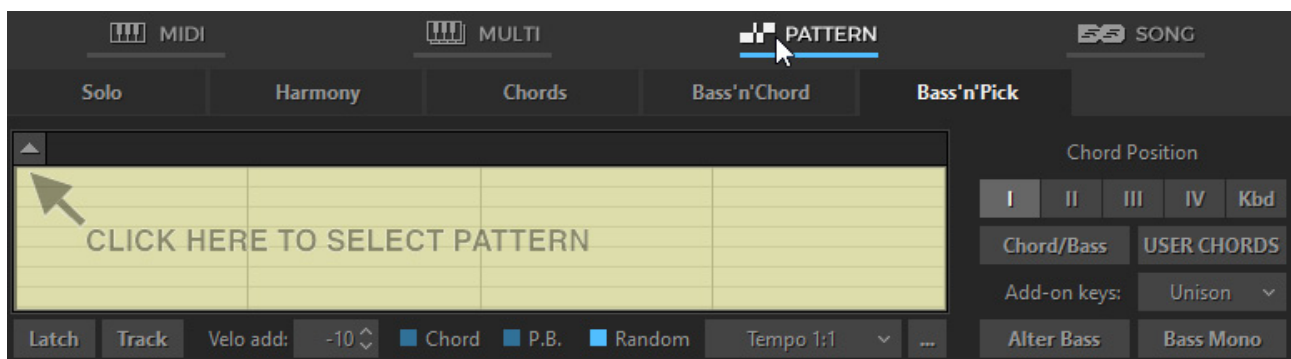 MIDI MULTI PATTERN SONG
Solo Harmony Chords Bass'n'Chord Bass'n'Pick
Chord Position
I II III IV Kbd
CLICK HERE TO SELECT PATTERN
Chord/Bass USER CHORDS
Add-on keys: Unison
Latch Track Velo add: -10 Chord P.B. Random Tempo 1:1 ... Alter Bass Bass Mono